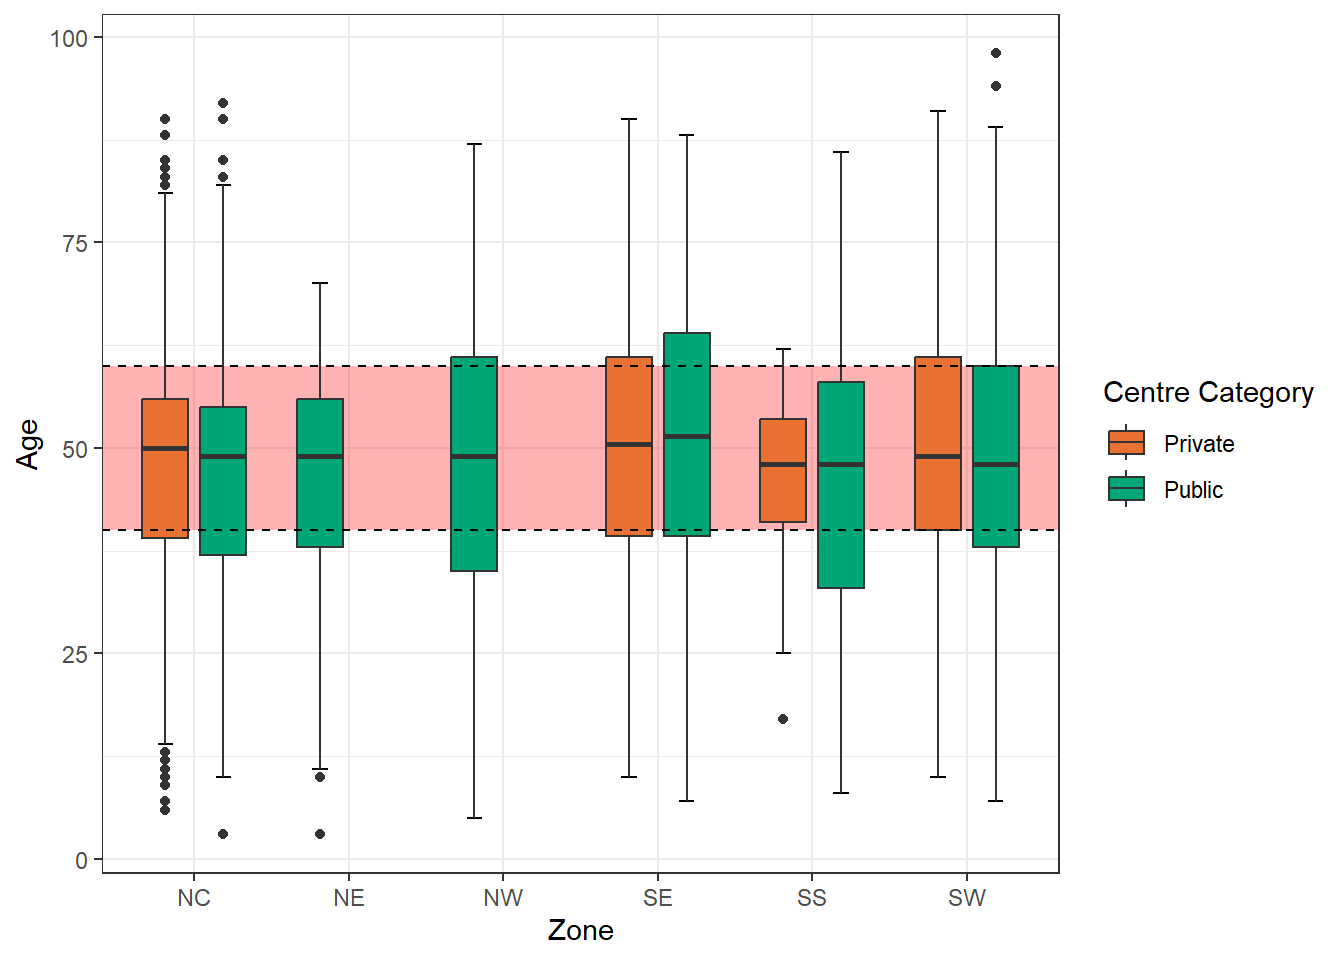 100
75
50
25
0
Age
NC NE NW SE SS SW
Zone
Centre Category
Private
Public